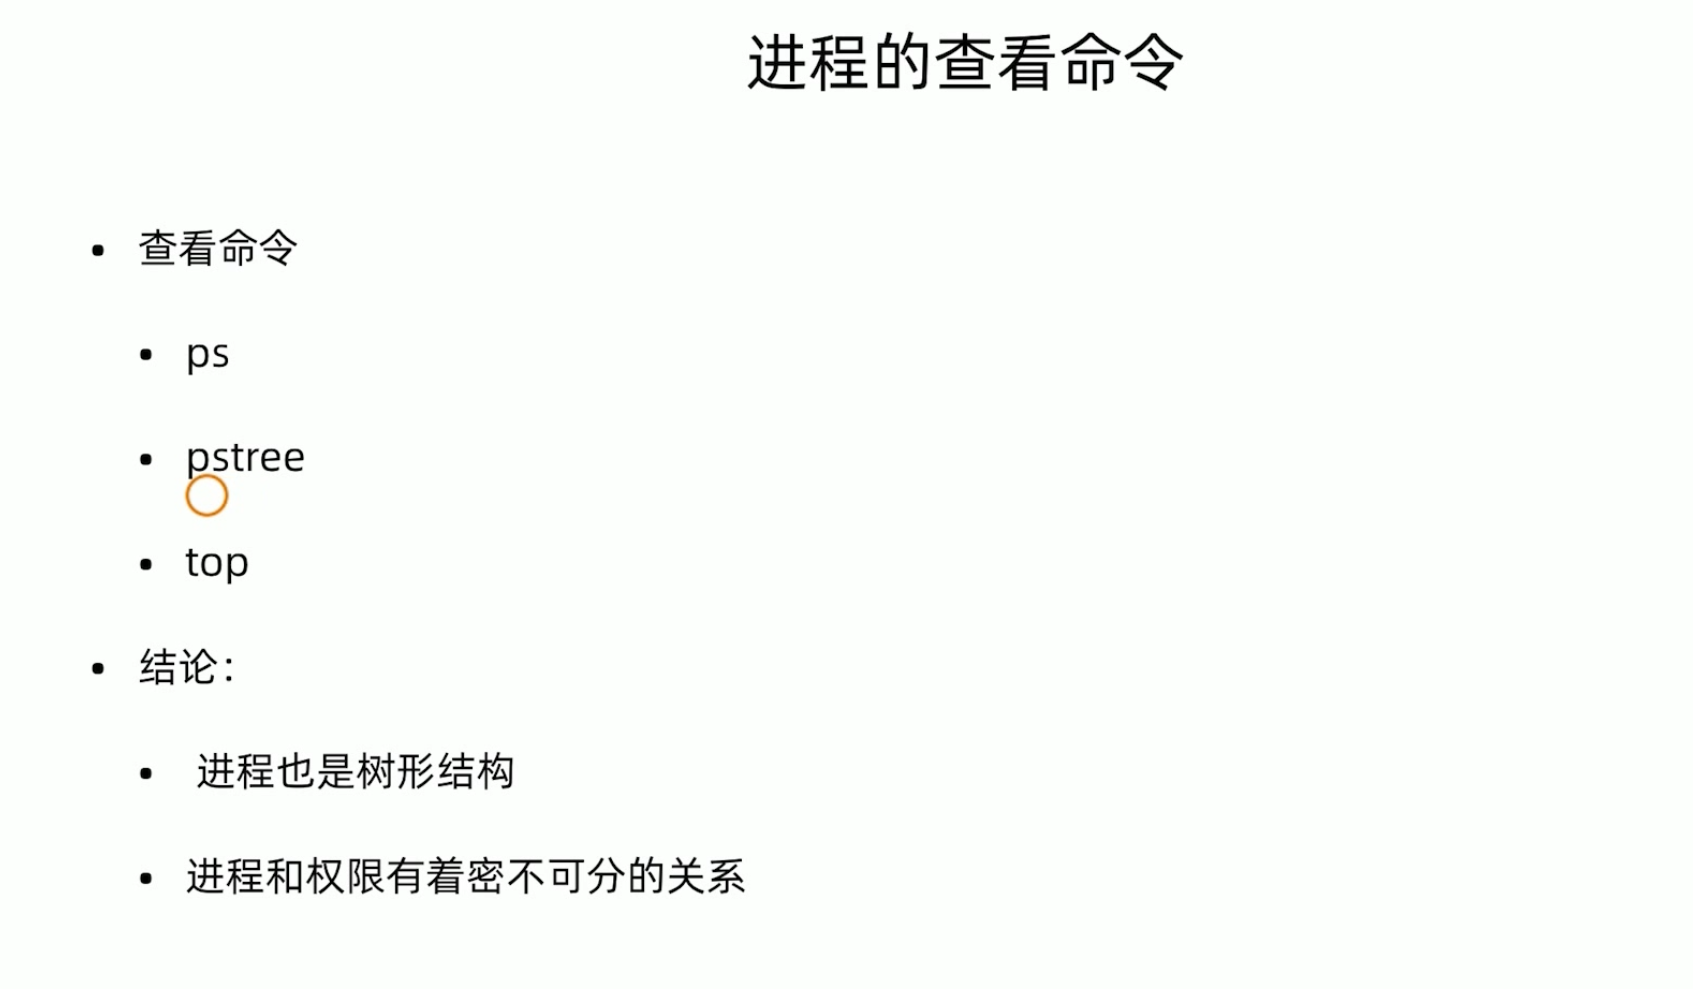 进程的查看命令
查看命令
ps
pstree
top
结论：
进程也是树形结构
进程和权限有着密不可分的关系